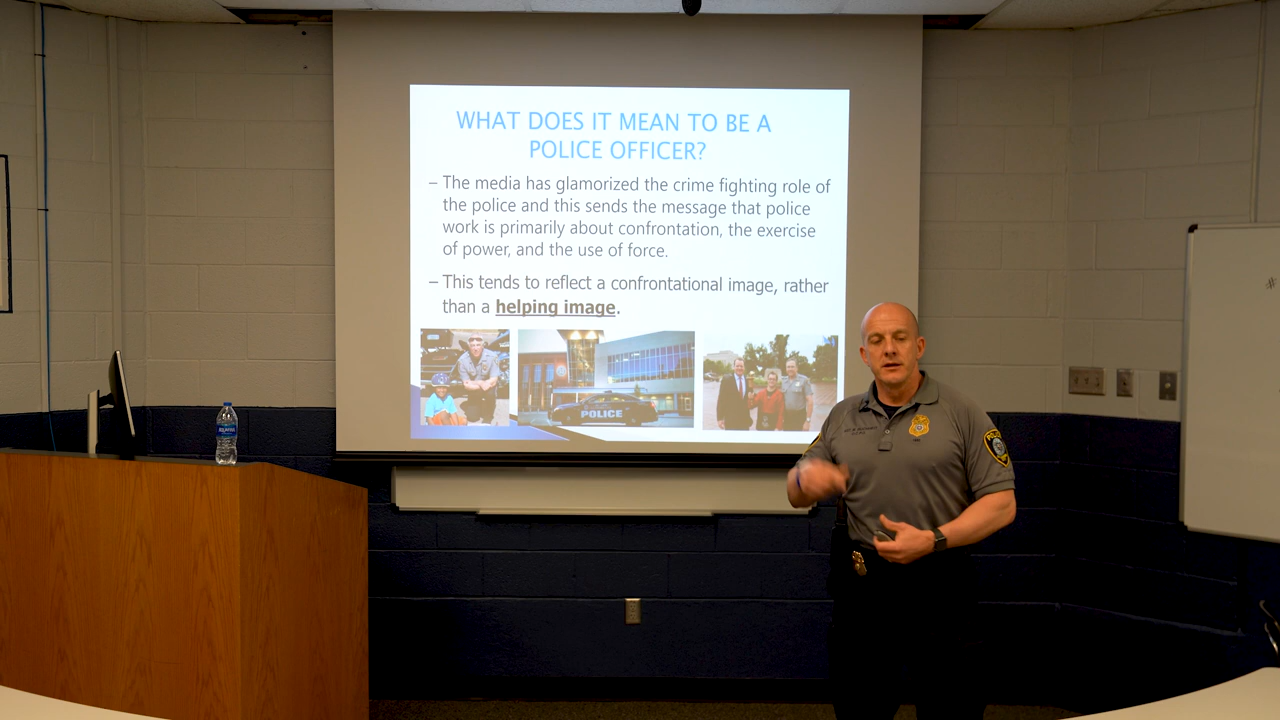 WHAT DOES IT MEAN TO BE A
POLICE OFFICER?
– The media has glamorized the crime fighting role of
the police and this sends the message that police
work is primarily about confrontation, the exercise
of power, and the use of force.
– This tends to reflect a confrontational image, rather
than a helping image.
POLICE